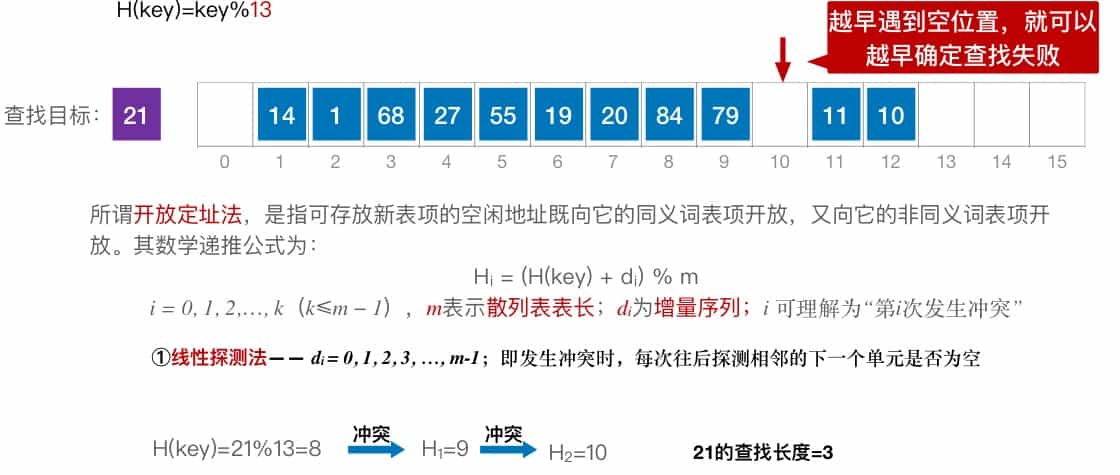 H(key)=key%13
越早遇到空位置，就可以
越早确定查找失败
查找目标： 21 14 1 68 27 55 19 20 84 79 11 10
0 1 2 3 4 5 6 7 8 9 10 11 12 13 14 15
所谓开放定址法，是指可存放新表项的空闲地址既向它的同义词表项开放，又向它的非同义词表项开
放。其数学递推公式为：
Hᵢ = (H(key) + dᵢ) % m
i = 0, 1, 2,…, k（k≤m − 1），m表示散列表表长；dᵢ为增量序列；i 可理解为“第i次发生冲突”
①线性探测法—— dᵢ = 0, 1, 2, 3, …, m-1；即发生冲突时，每次往后探测相邻的下一个单元是否为空
冲突 冲突
H(key)=21%13=8 H₁=9 H₂=10 21的查找长度=3